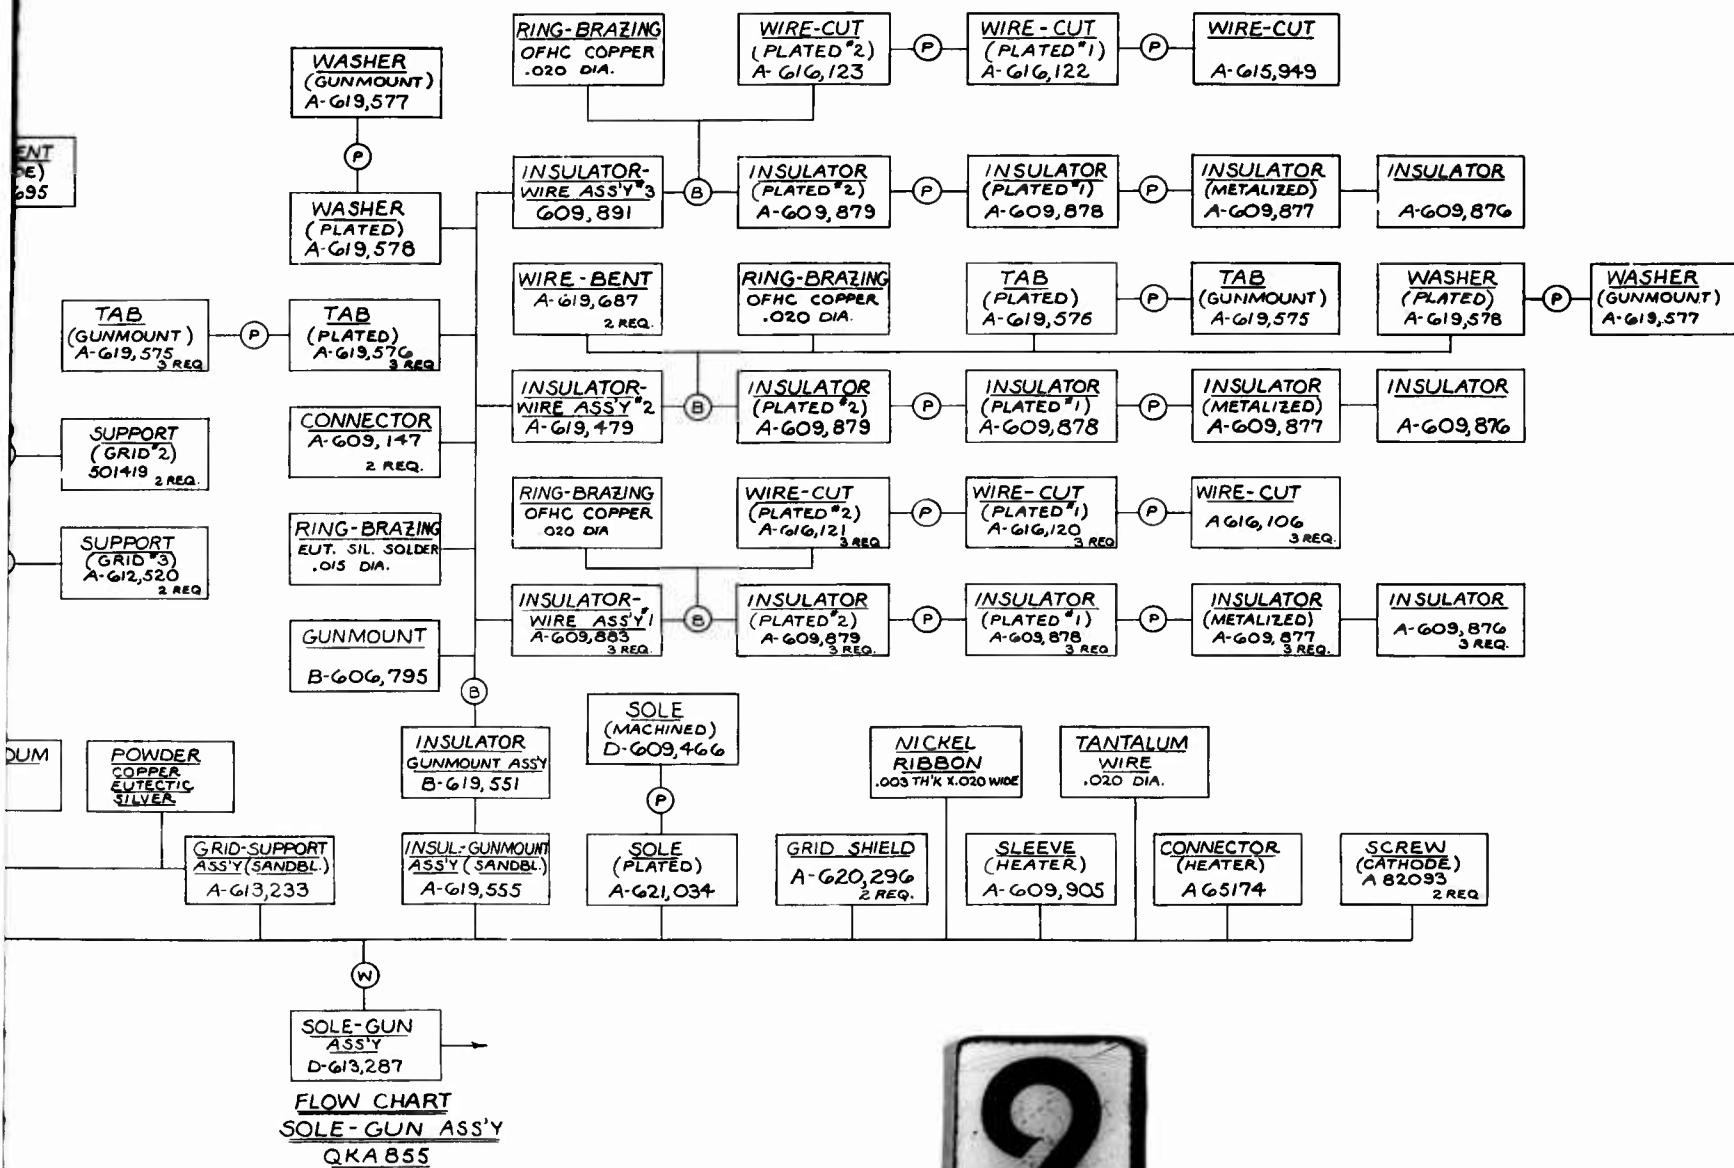 RING-BRAZING
OFHC COPPER
.020 DIA.
WIRE-CUT
(PLATED #2)
A-616,123
P
WIRE-CUT
(PLATED #1)
A-616,122
P
WIRE-CUT
A-615,949
WASHER
(GUNMOUNT)
A-619,577
P
ENT
DE)
695
INSULATOR-
WIRE ASS'Y #3
609,891
B
INSULATOR
(PLATED #2)
A-609,879
P
INSULATOR
(PLATED #1)
A-609,878
P
INSULATOR
(METALIZED)
A-609,877
INSULATOR
A-609,876
WASHER
(PLATED)
A-619,578
WIRE-BENT
A-619,687
2 REQ.
RING-BRAZING
OFHC COPPER
.020 DIA.
TAB
(PLATED)
A-619,576
P
TAB
(GUNMOUNT)
A-619,575
WASHER
(PLATED)
A-619,578
P
WASHER
(GUNMOUNT)
A-619,577
TAB
(GUNMOUNT)
A-619,575
3 REQ
P
TAB
(PLATED)
A-619,576
3 REQ
INSULATOR-
WIRE ASS'Y #2
A-619,479
B
INSULATOR
(PLATED #2)
A-609,879
P
INSULATOR
(PLATED #1)
A-609,878
P
INSULATOR
(METALIZED)
A-609,877
INSULATOR
A-609,876
SUPPORT
(GRID #2)
501419
2 REQ.
CONNECTOR
A-609,147
2 REQ.
RING-BRAZING
OFHC COPPER
020 DIA
WIRE-CUT
(PLATED #2)
A-616,121
3 REQ
P
WIRE-CUT
(PLATED #1)
A-616,120
3 REQ
P
WIRE-CUT
A616,106
3 REQ.
SUPPORT
(GRID #3)
A-612,520
2 REQ
RING-BRAZING
EUT. SIL. SOLDER
.015 DIA.
INSULATOR-
WIRE ASS'Y #1
A-609,883
3 REQ.
B
INSULATOR
(PLATED #2)
A-609,879
3 REQ.
P
INSULATOR
(PLATED #1)
A-609,878
3 REQ
P
INSULATOR
(METALIZED)
A-609,877
3 REQ.
INSULATOR
A-609,876
3 REQ.
GUNMOUNT
B-606,795
B
DUM
POWDER
COPPER
EUTECTIC
SILVER
INSULATOR
GUNMOUNT ASS'Y
B-619,551
SOLE
(MACHINED)
D-609,466
P
NICKEL
RIBBON
.003 TH'K X .020 WIDE
TANTALUM
WIRE
.020 DIA.
GRID-SUPPORT
ASS'Y (SANDBL.)
A-613,233
INSUL-GUNMOUNT
ASS'Y (SANDBL.)
A-619,555
SOLE
(PLATED)
A-621,034
GRID SHIELD
A-620,296
2 REQ.
SLEEVE
(HEATER)
A-609,905
CONNECTOR
(HEATER)
A65174
SCREW
(CATHODE)
A 82093
2 REQ
W
SOLE-GUN
ASS'Y
D-613,287
FLOW CHART
SOLE-GUN ASS'Y
QKA855
2